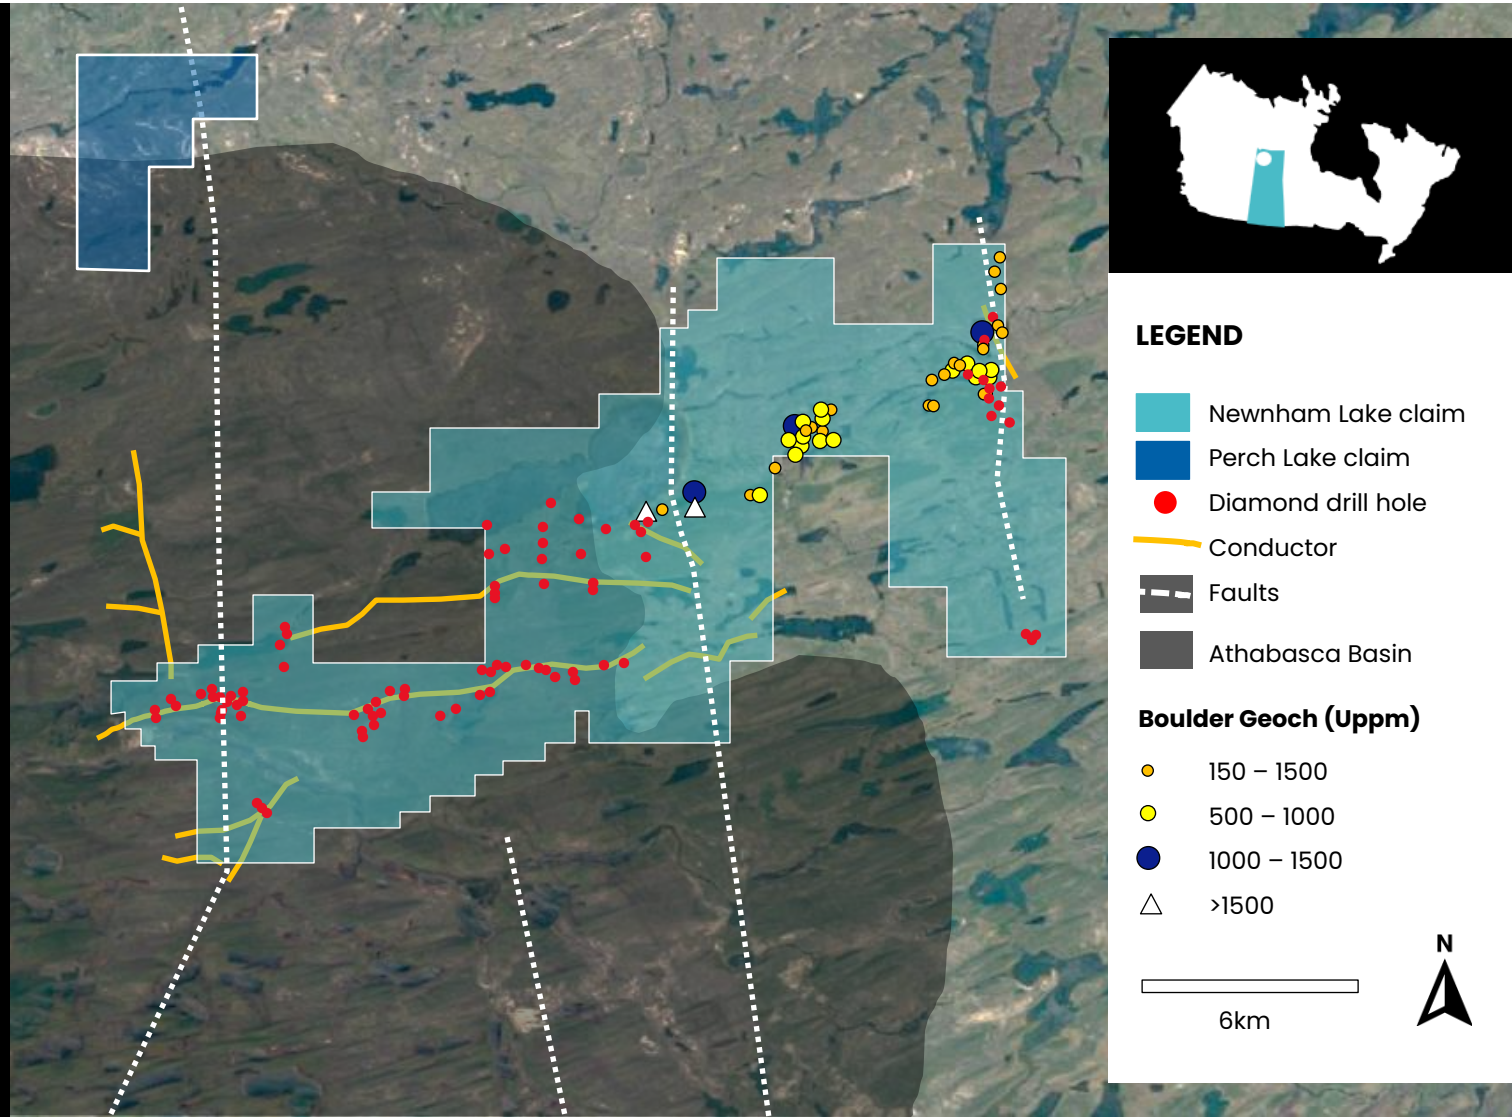 LEGEND
Newnham Lake claim
Perch Lake claim
Diamond drill hole
Conductor
Faults
Athabasca Basin
Boulder Geoch (Uppm)
150 – 1500
500 – 1000
1000 – 1500
>1500
N
6km